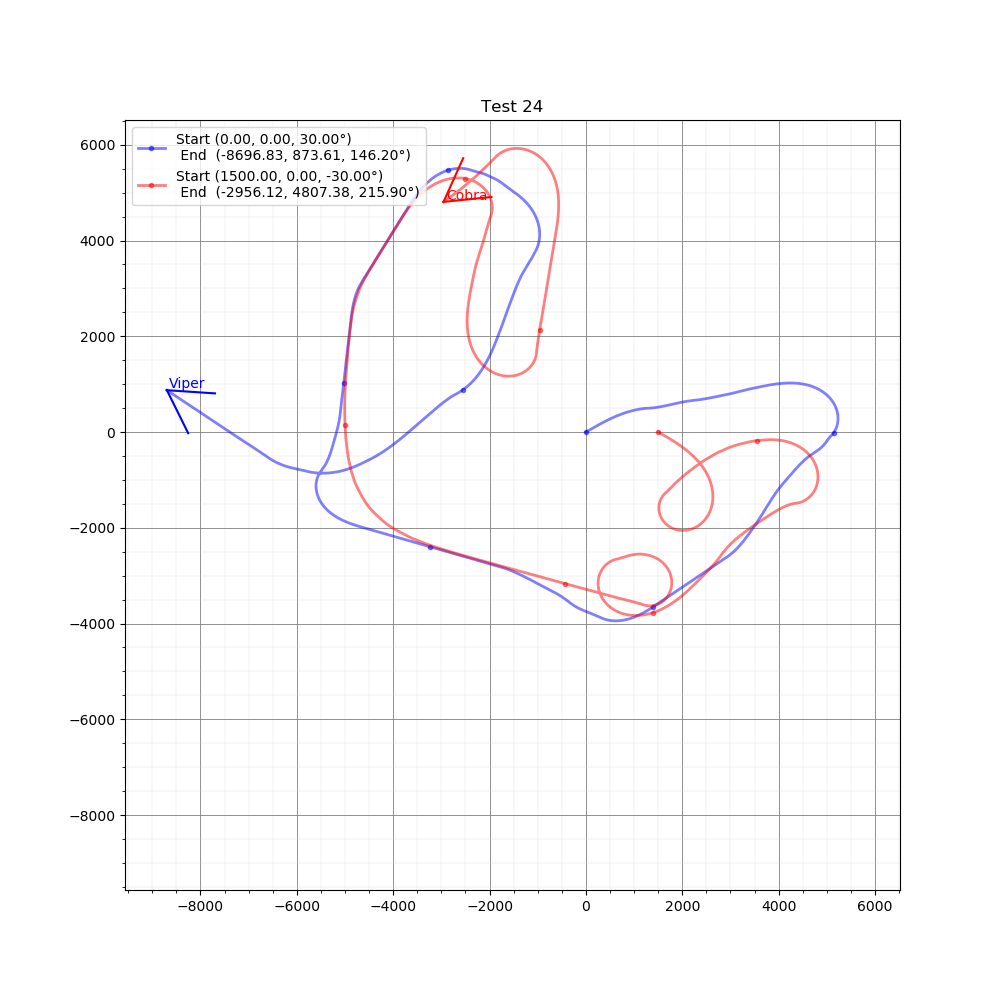 Test 24
Start (0.00, 0.00, 30.00°)
End (-8696.83, 873.61, 146.20°)
Start (1500.00, 0.00, -30.00°)
End (-2956.12, 4807.38, 215.90°)
Cobra
Viper
6000
4000
2000
0
−2000
−4000
−6000
−8000
−8000 −6000 −4000 −2000 0 2000 4000 6000